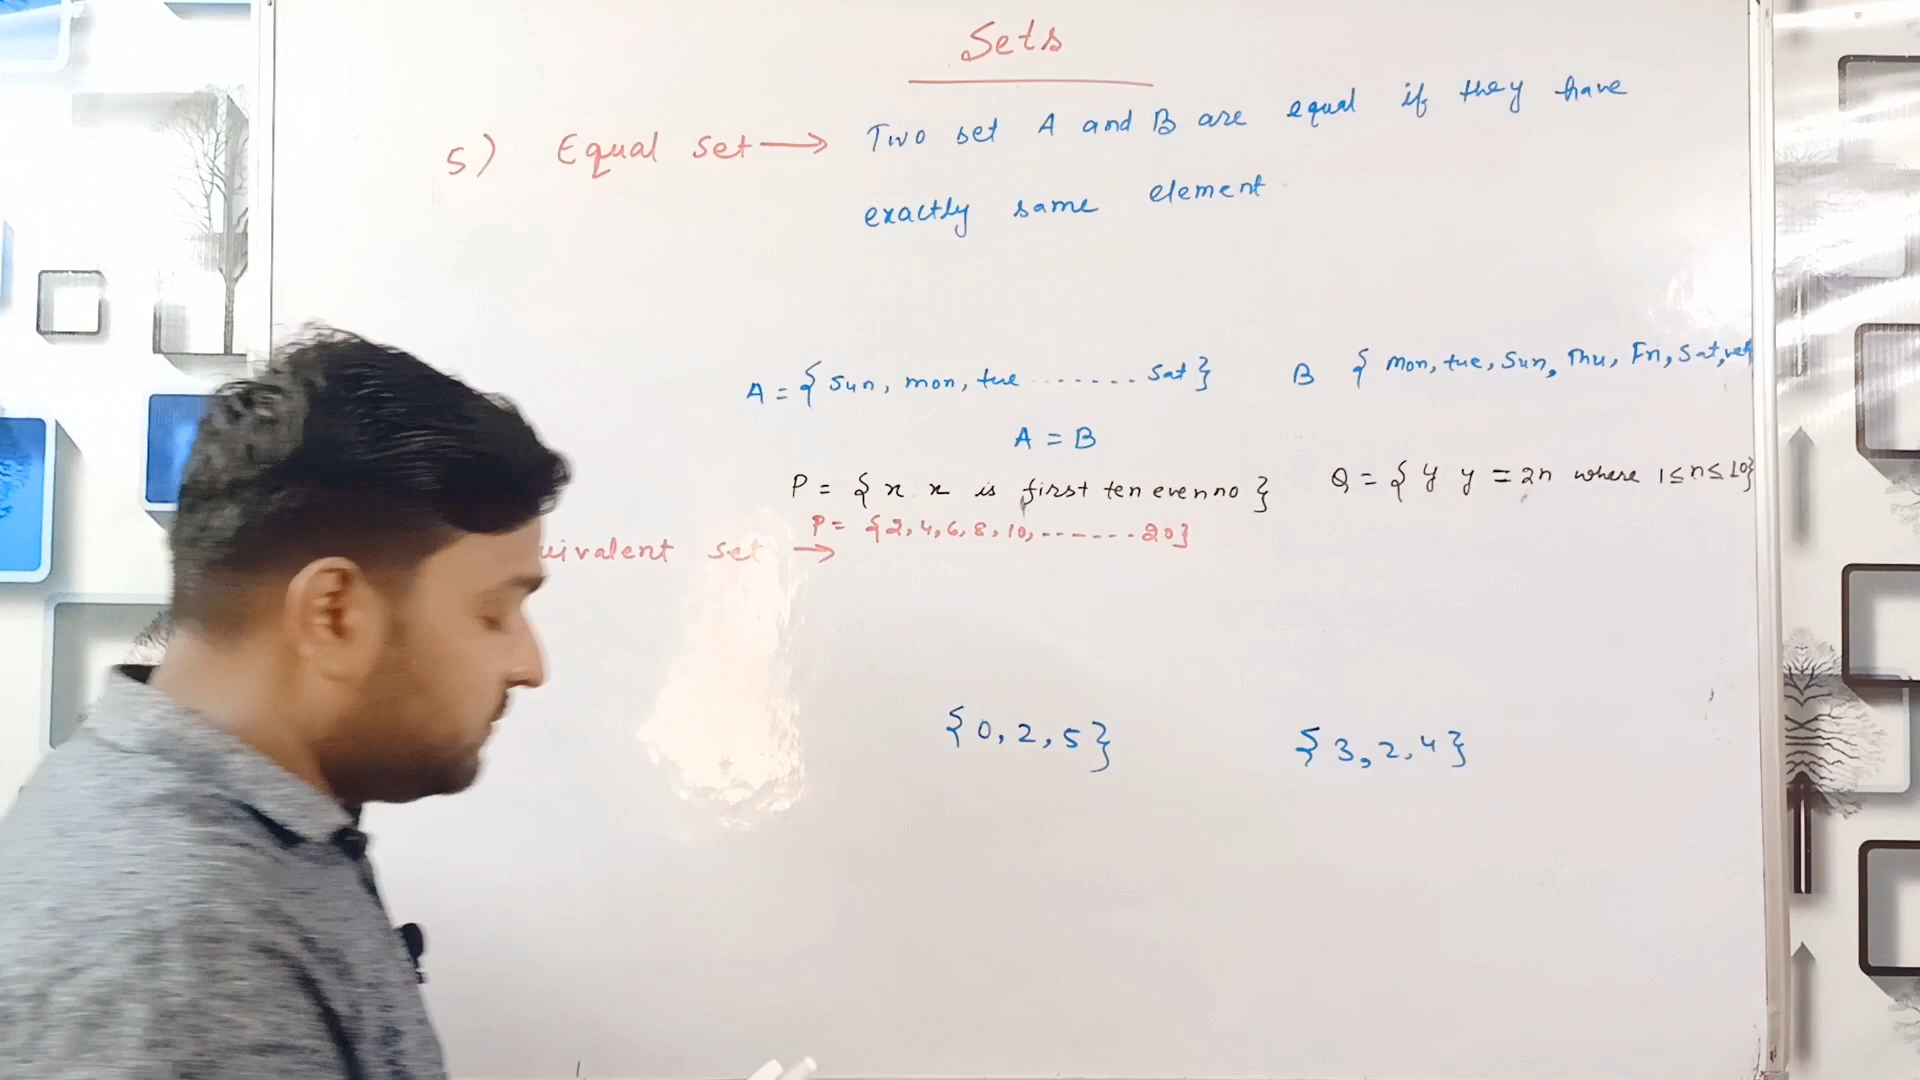 Sets
5) Equal set → Two set A and B are equal if they have
exactly same element
A = { Sun, mon, tue ....... Sat } B { Mon, tue, Sun, Thu, Fri, Sat,
A = B
P = { x x is first ten even no } Q = { y y = 2n where 1 ≤ n ≤ 10}
P = {2, 4, 6, 8, 10, ------- 20}
uivalent set →
{ 0, 2, 5 } { 3, 2, 4 }